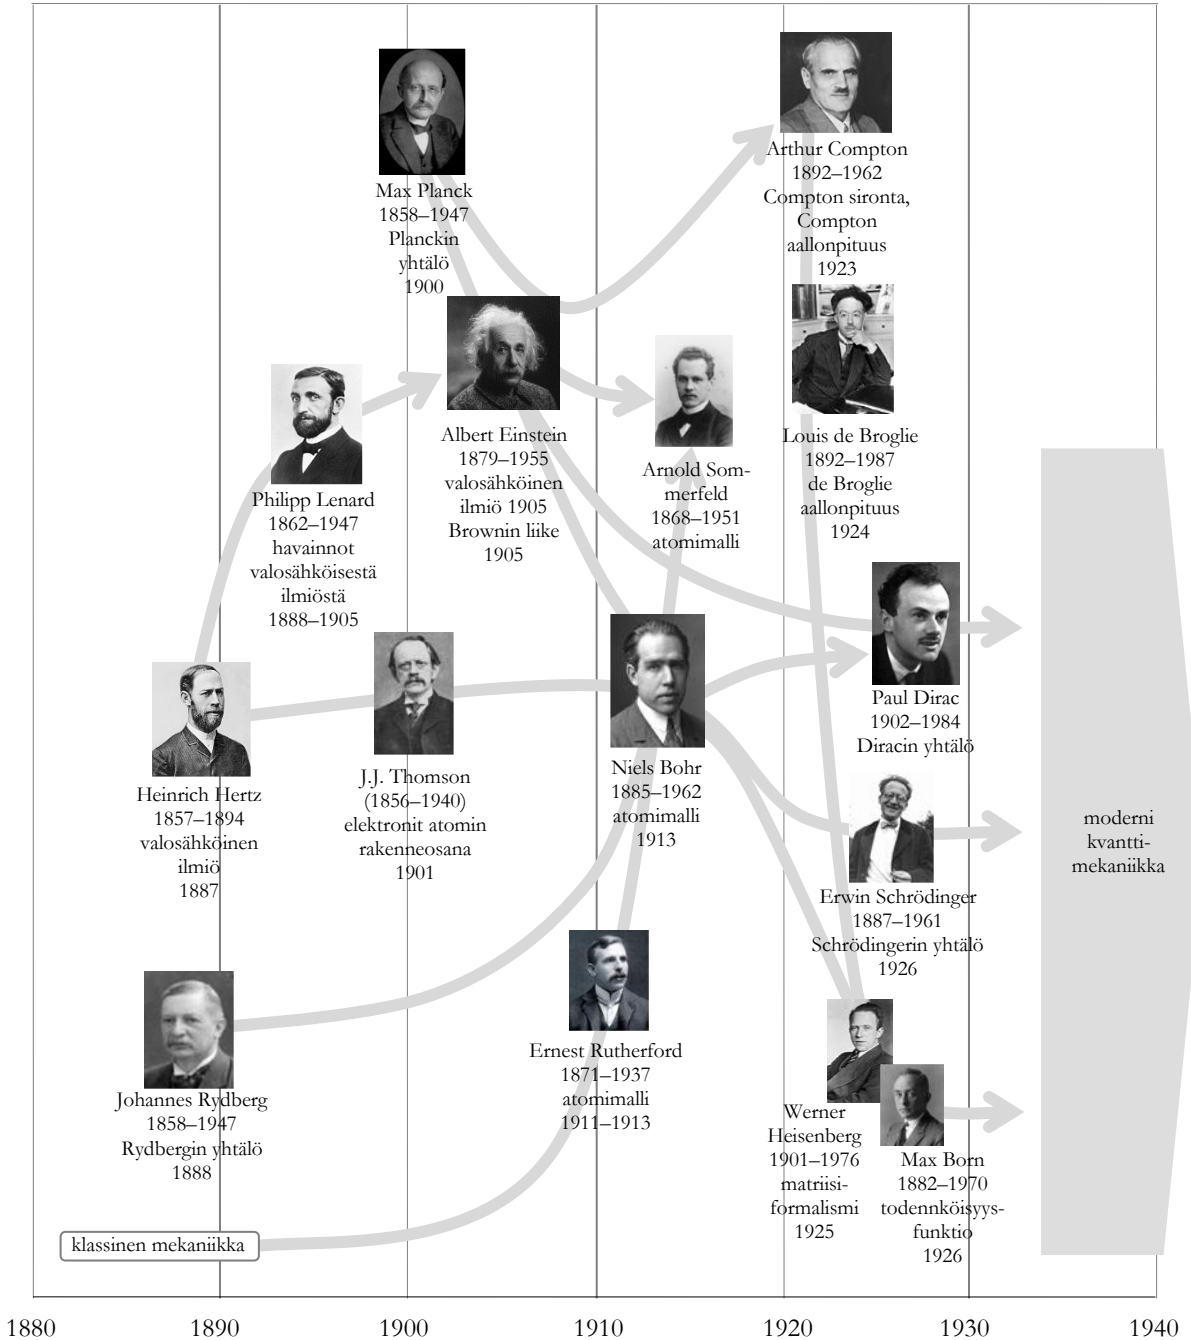 Max Planck
1858–1947
Planckin
yhtälö
1900
Arthur Compton
1892–1962
Compton sironta,
Compton
aallonpituus
1923
Albert Einstein
1879–1955
valosähköinen
ilmiö 1905
Brownin liike
1905
Arnold Som-
merfeld
1868–1951
atomimalli
Louis de Broglie
1892–1987
de Broglie
aallonpituus
1924
Philipp Lenard
1862–1947
havainnot
valosähköisestä
ilmiöstä
1888–1905
Heinrich Hertz
1857–1894
valosähköinen
ilmiö
1887
J.J. Thomson
(1856–1940)
elektronit atomin
rakenneosana
1901
Niels Bohr
1885–1962
atomimalli
1913
Paul Dirac
1902–1984
Diracin yhtälö
moderni
kvantti-
mekaniikka
Erwin Schrödinger
1887–1961
Schrödingerin yhtälö
1926
Johannes Rydberg
1858–1947
Rydbergin yhtälö
1888
Ernest Rutherford
1871–1937
atomimalli
1911–1913
Werner
Heisenberg
1901–1976
matriisi-
formalismi
1925
Max Born
1882–1970
todennköisyys-
funktio
1926
klassinen mekaniikka
1880 1890 1900 1910 1920 1930 1940